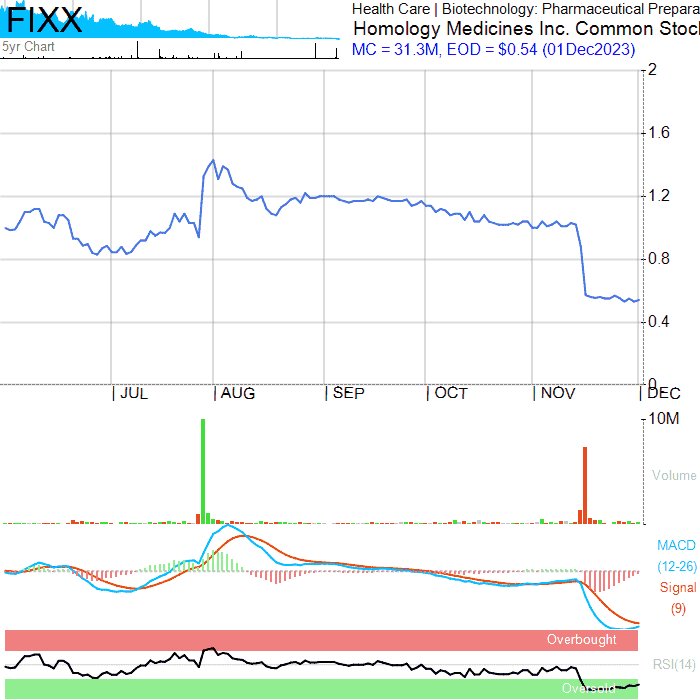 FIXX
5yr Chart
Health Care | Biotechnology: Pharmaceutical Prepara
Homology Medicines Inc. Common Stoc
MC = 31.3M, EOD = $0.54 (01Dec2023)
2
1.6
1.2
0.8
0.4
0
JUL AUG SEP OCT NOV DEC
10M
Volume
MACD
(12-26)
Signal
(9)
Overbought
RSI(14)
Oversold